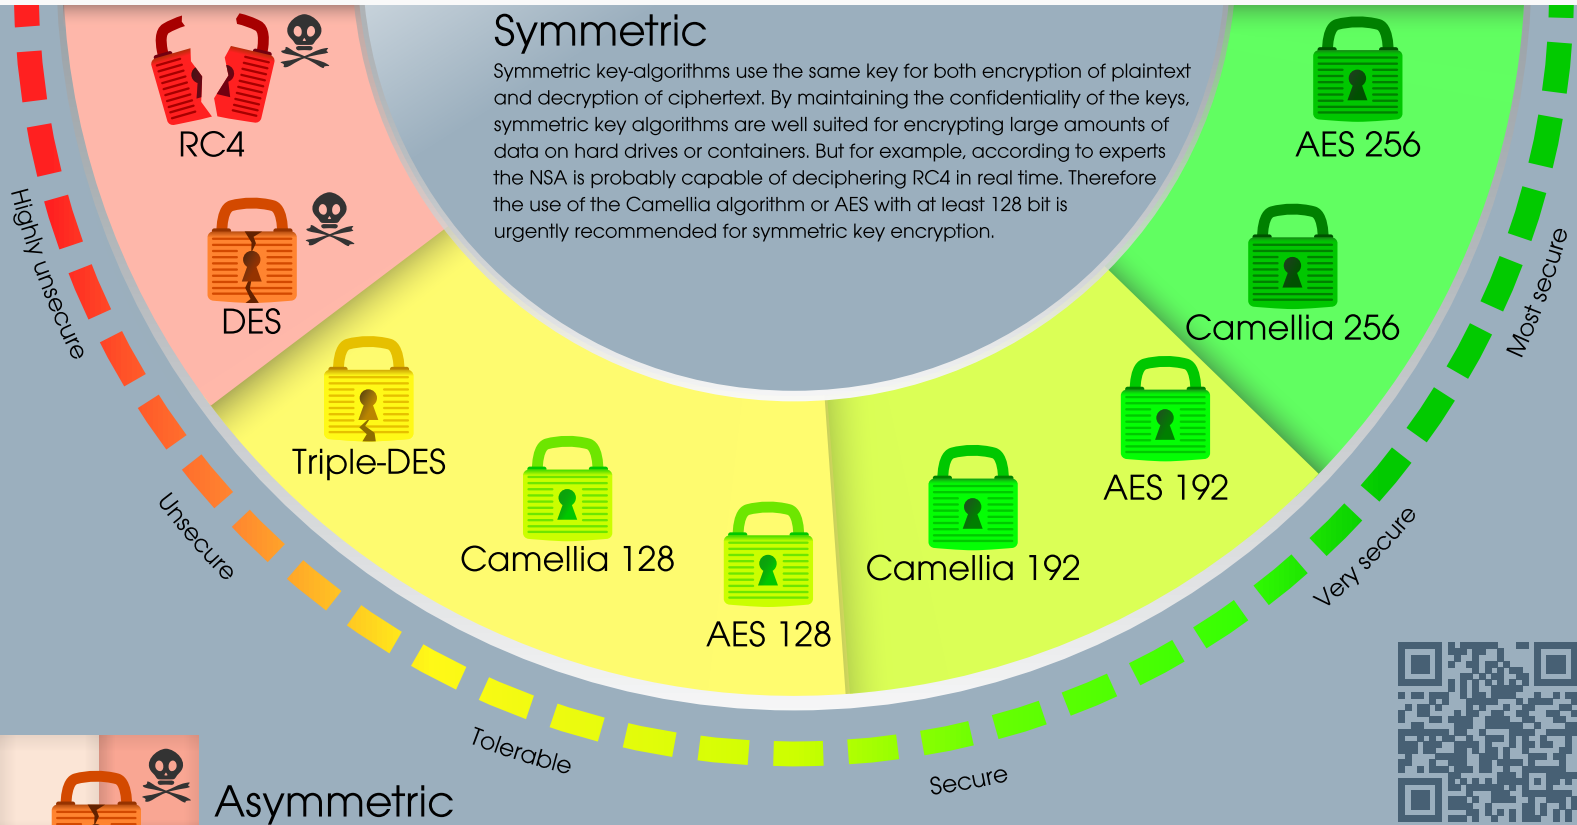 Symmetric
Symmetric key-algorithms use the same key for both encryption of plaintext
and decryption of ciphertext. By maintaining the confidentiality of the keys,
symmetric key algorithms are well suited for encrypting large amounts of
data on hard drives or containers. But for example, according to experts
the NSA is probably capable of deciphering RC4 in real time. Therefore
the use of the Camellia algorithm or AES with at least 128 bit is
urgently recommended for symmetric key encryption.
RC4
DES
Triple-DES
Camellia 128
AES 128
Camellia 192
AES 192
Camellia 256
AES 256
Highly unsecure
Unsecure
Tolerable
Secure
Very secure
Most secure
Asymmetric